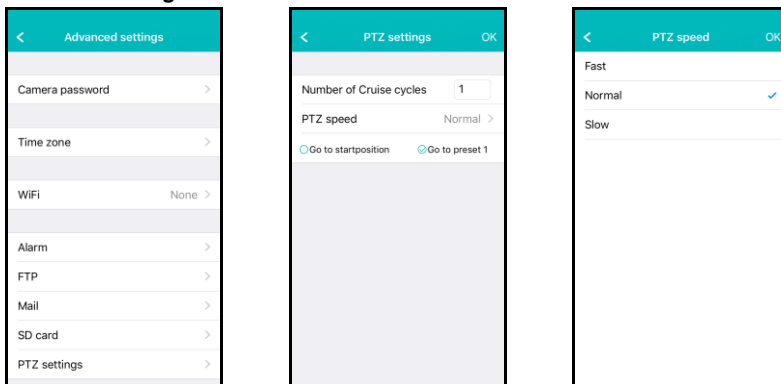 Advanced settings
Camera password
Time zone
WiFi None
Alarm
FTP
Mail
SD card
PTZ settings
PTZ settings OK
Number of Cruise cycles 1
PTZ speed Normal
Go to startposition Go to preset 1
PTZ speed OK
Fast
Normal
Slow